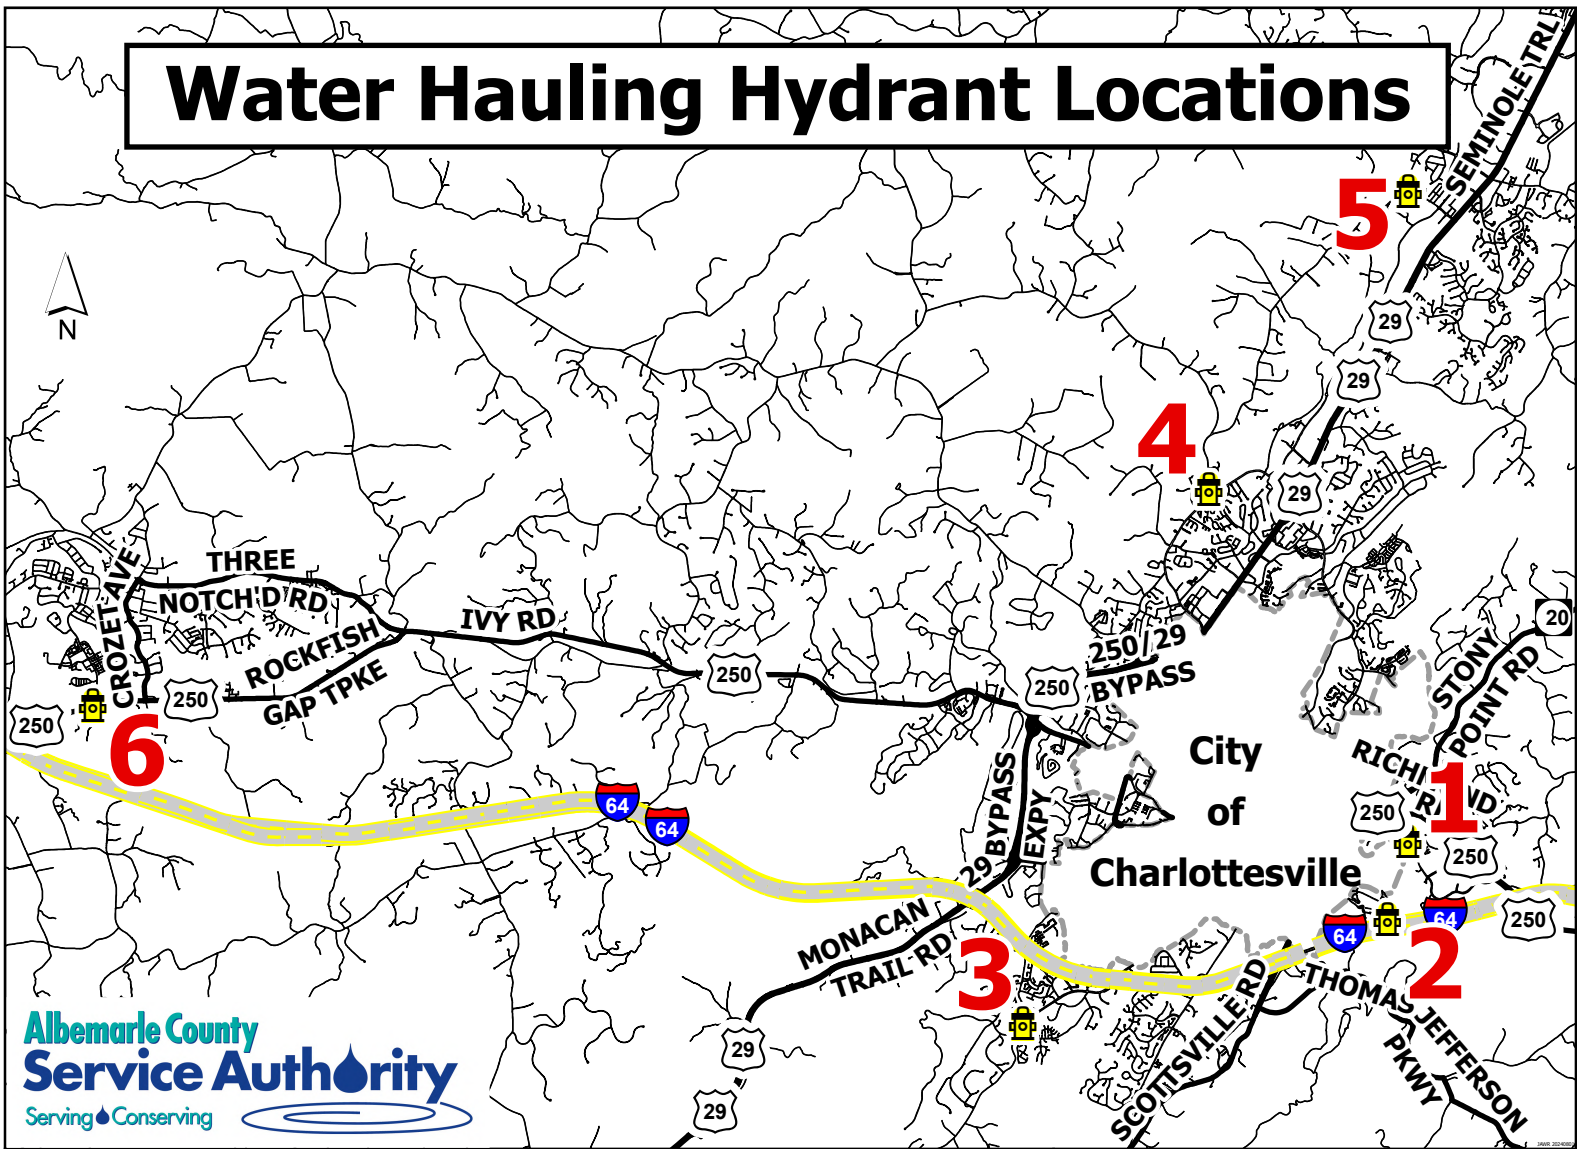 Water Hauling Hydrant Locations
SEMINOLE TRL
5
29
29
N
4
29
THREE
NOTCH'D RD
CROZET AVE
IVY RD
ROCKFISH
GAP TPKE
250
250
250
250
250/29
BYPASS
20
STONY
POINT RD
6
City
of
Charlottesville
RICHMOND
RD
1
250
250
64
64
29 BYPASS
EXPY
64
64
250
2
MONACAN
TRAIL RD
3
THOMAS JEFFERSON
PKWY
SCOTTSVILLE RD
29
29
Albemarle County
Service Authority
Serving Conserving
JAWR 20240801